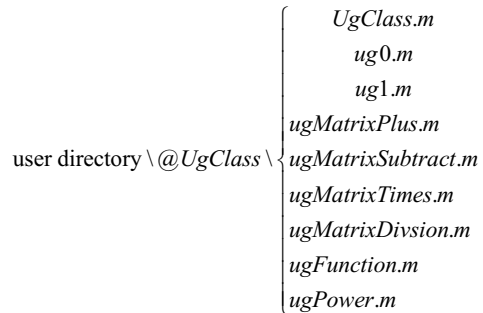 UgClass.m
ug0.m
ug1.m
ugMatrixPlus.m
user directory \ @UgClass \ { ugMatrixSubtract.m
ugMatrixTimes.m
ugMatrixDivsion.m
ugFunction.m
ugPower.m